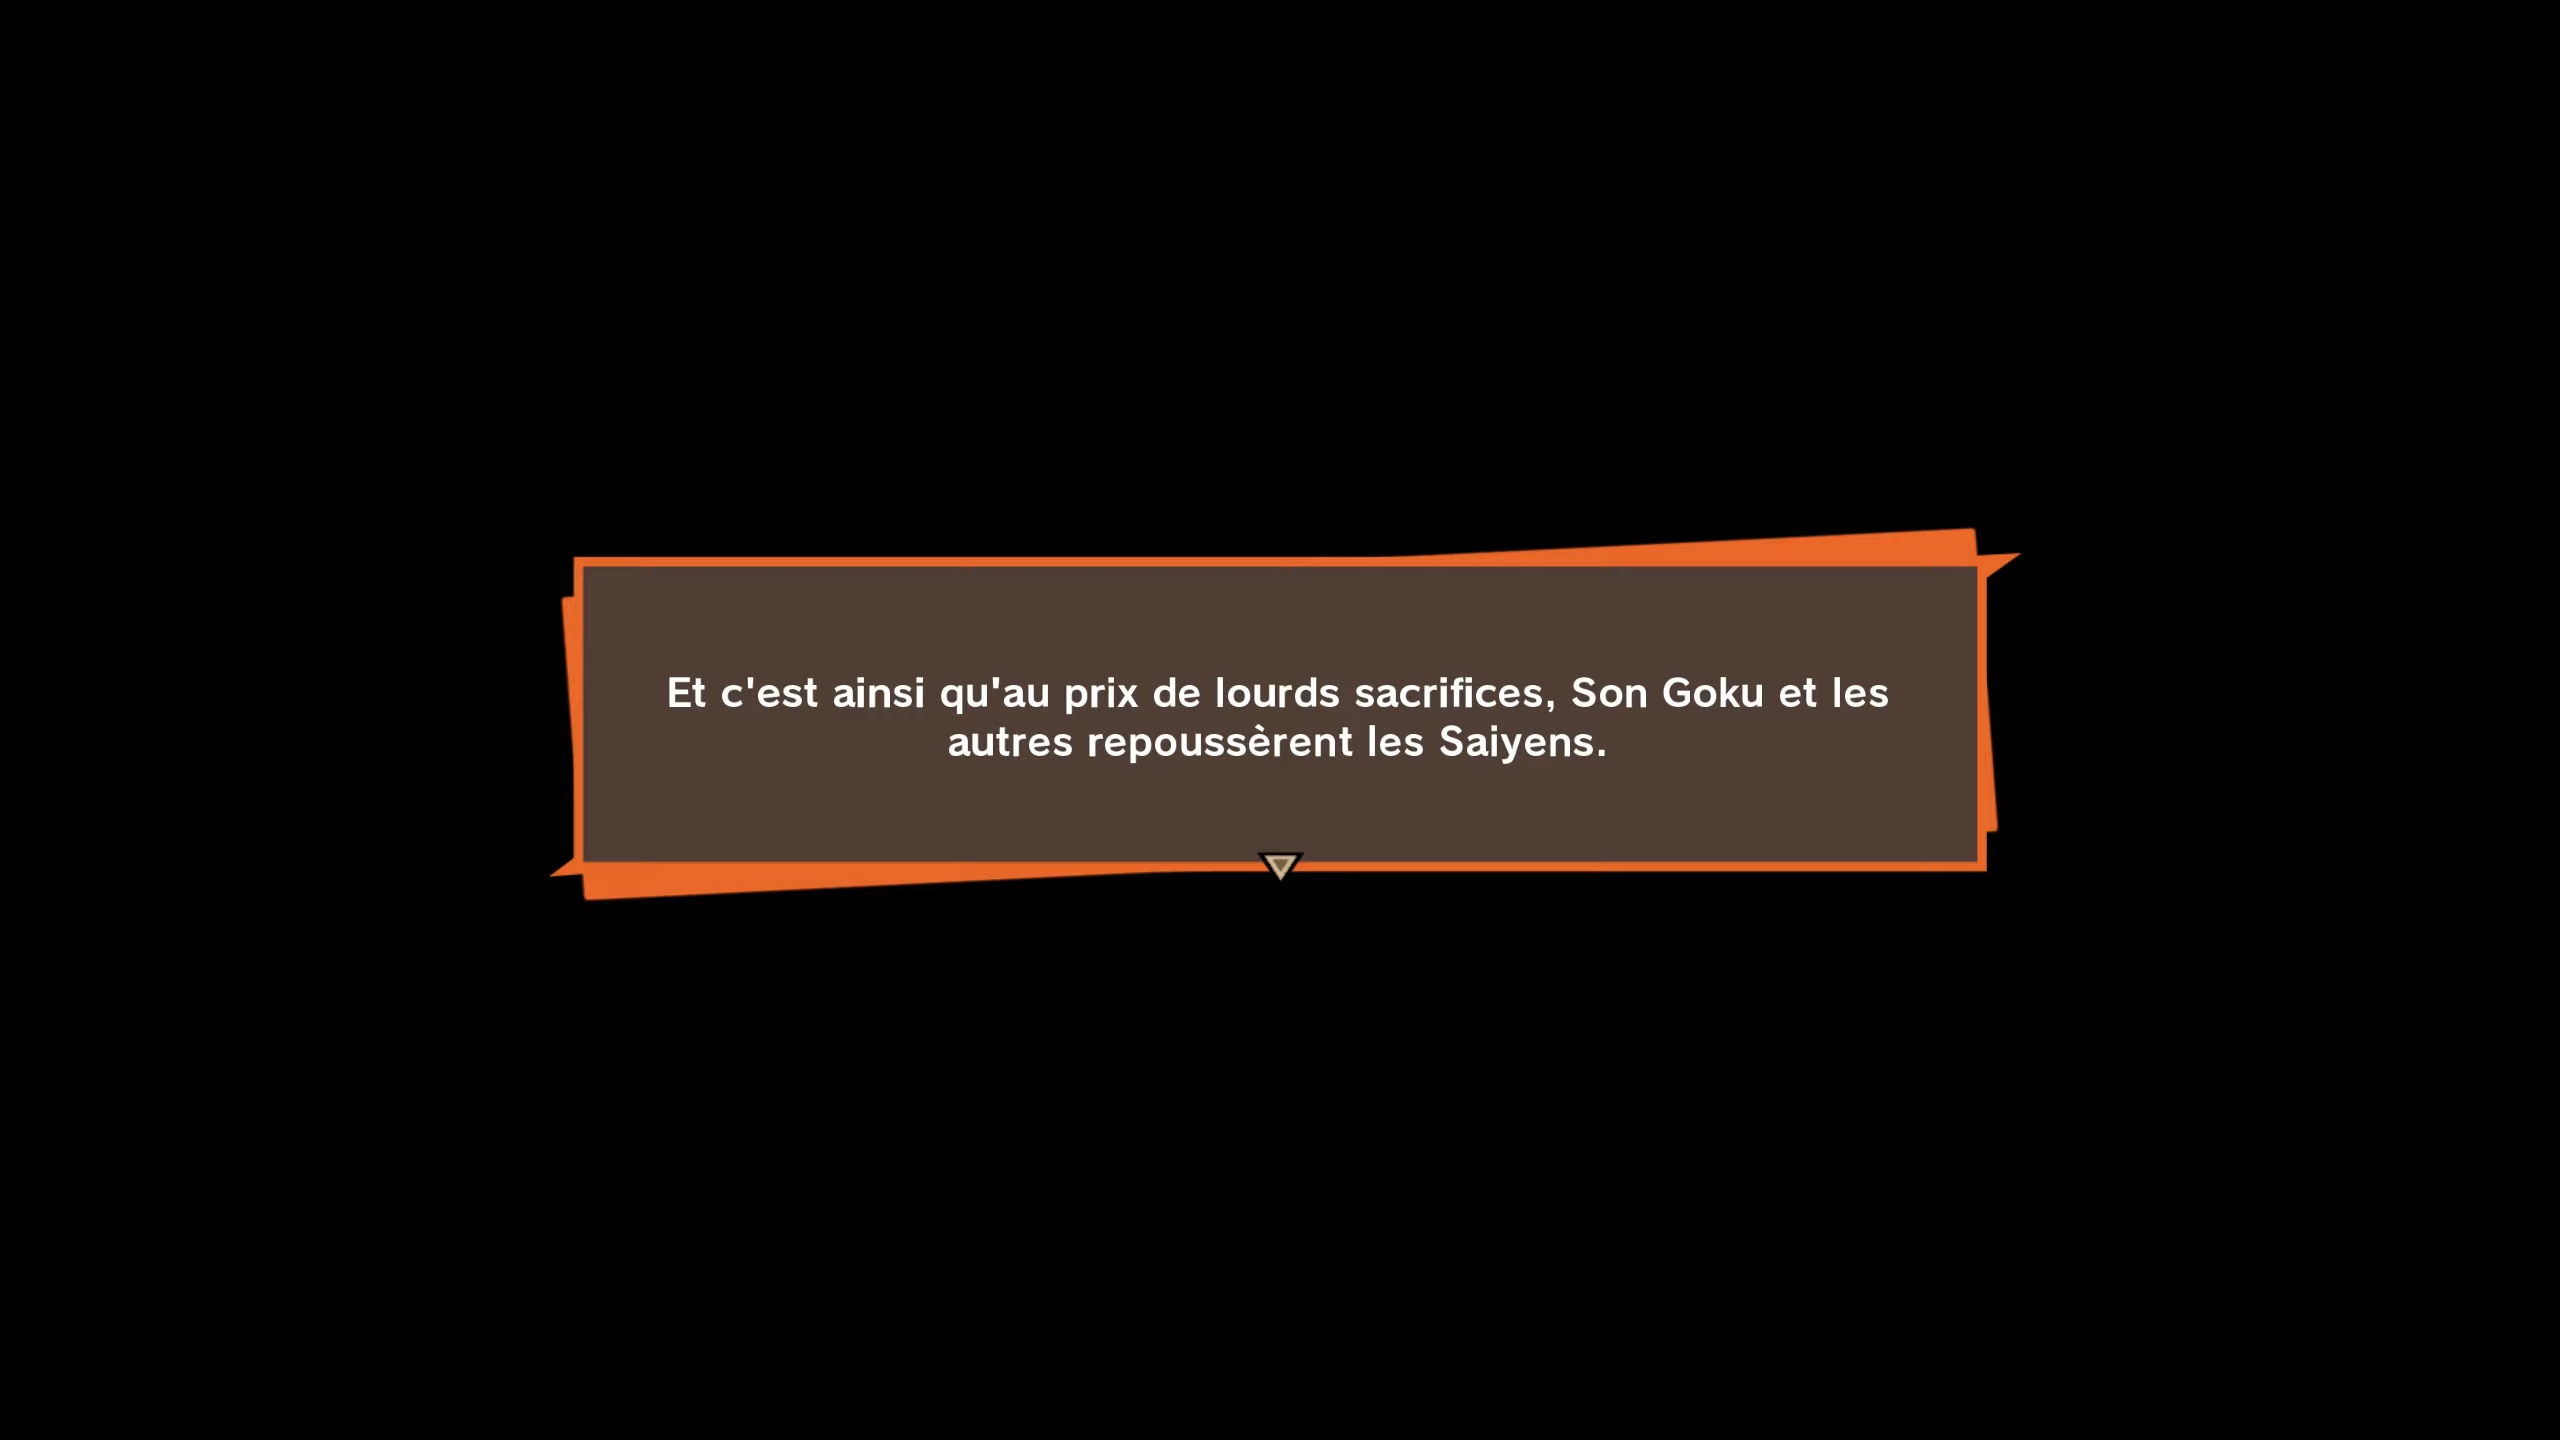 Et c'est ainsi qu'au prix de lourds sacrifices, Son Goku et les
autres repoussèrent les Saiyens.